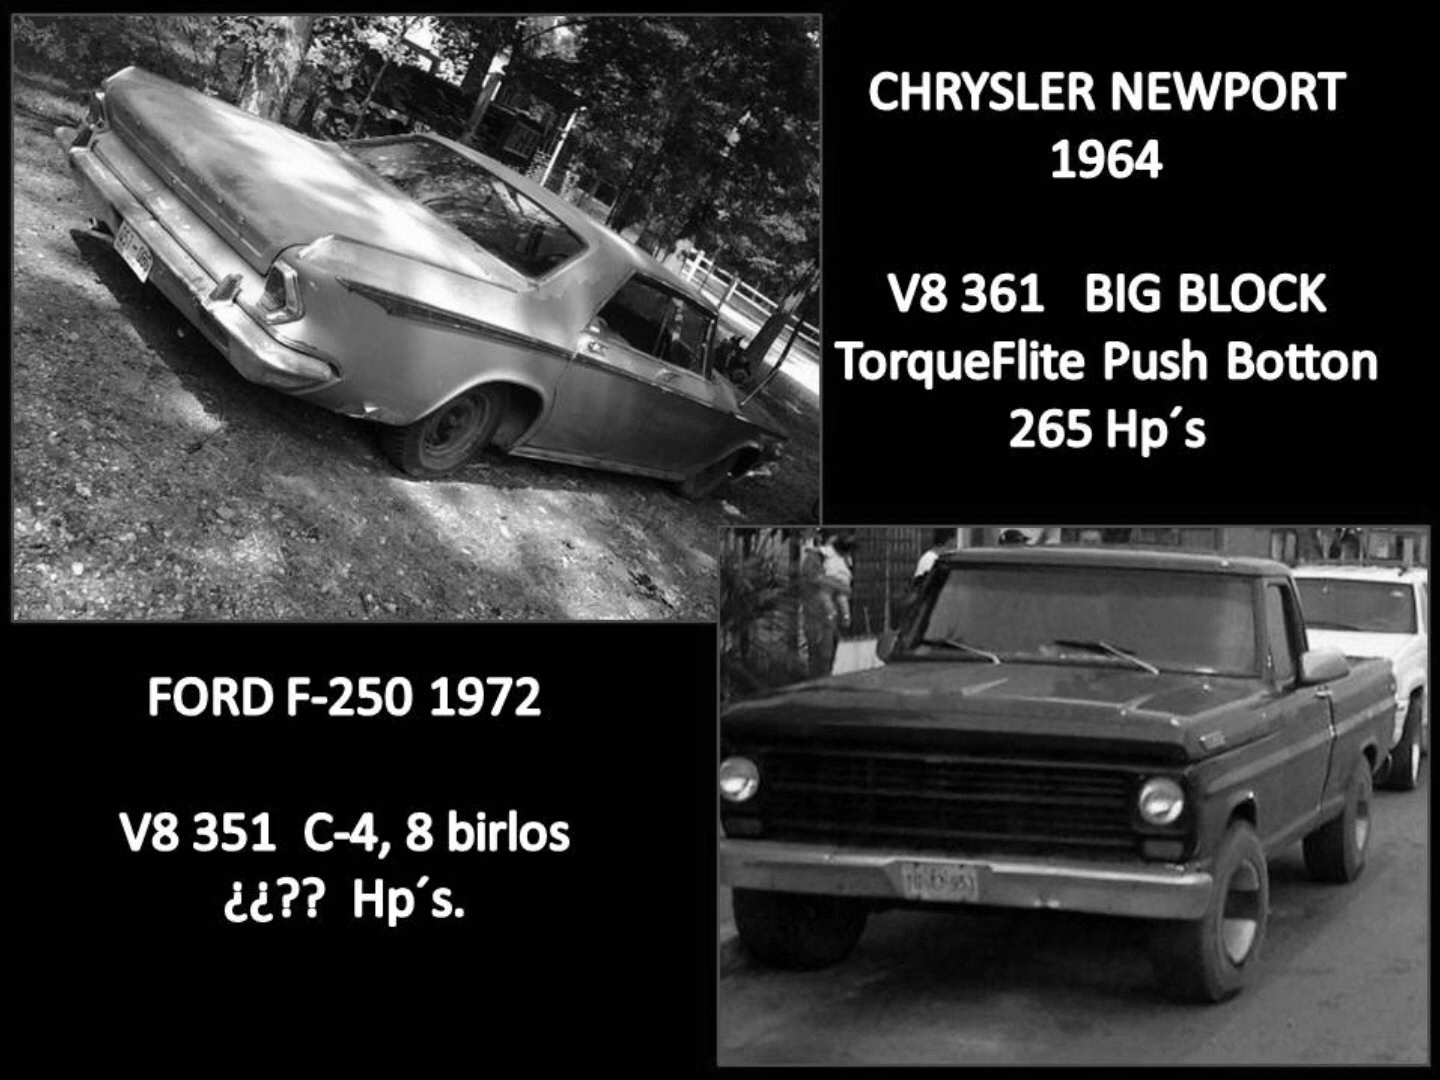 CHRYSLER NEWPORT
1964
V8 361 BIG BLOCK
TorqueFlite Push Botton
265 Hp´s
FORD F-250 1972
V8 351 C-4, 8 birlos
¿¿?? Hp´s.